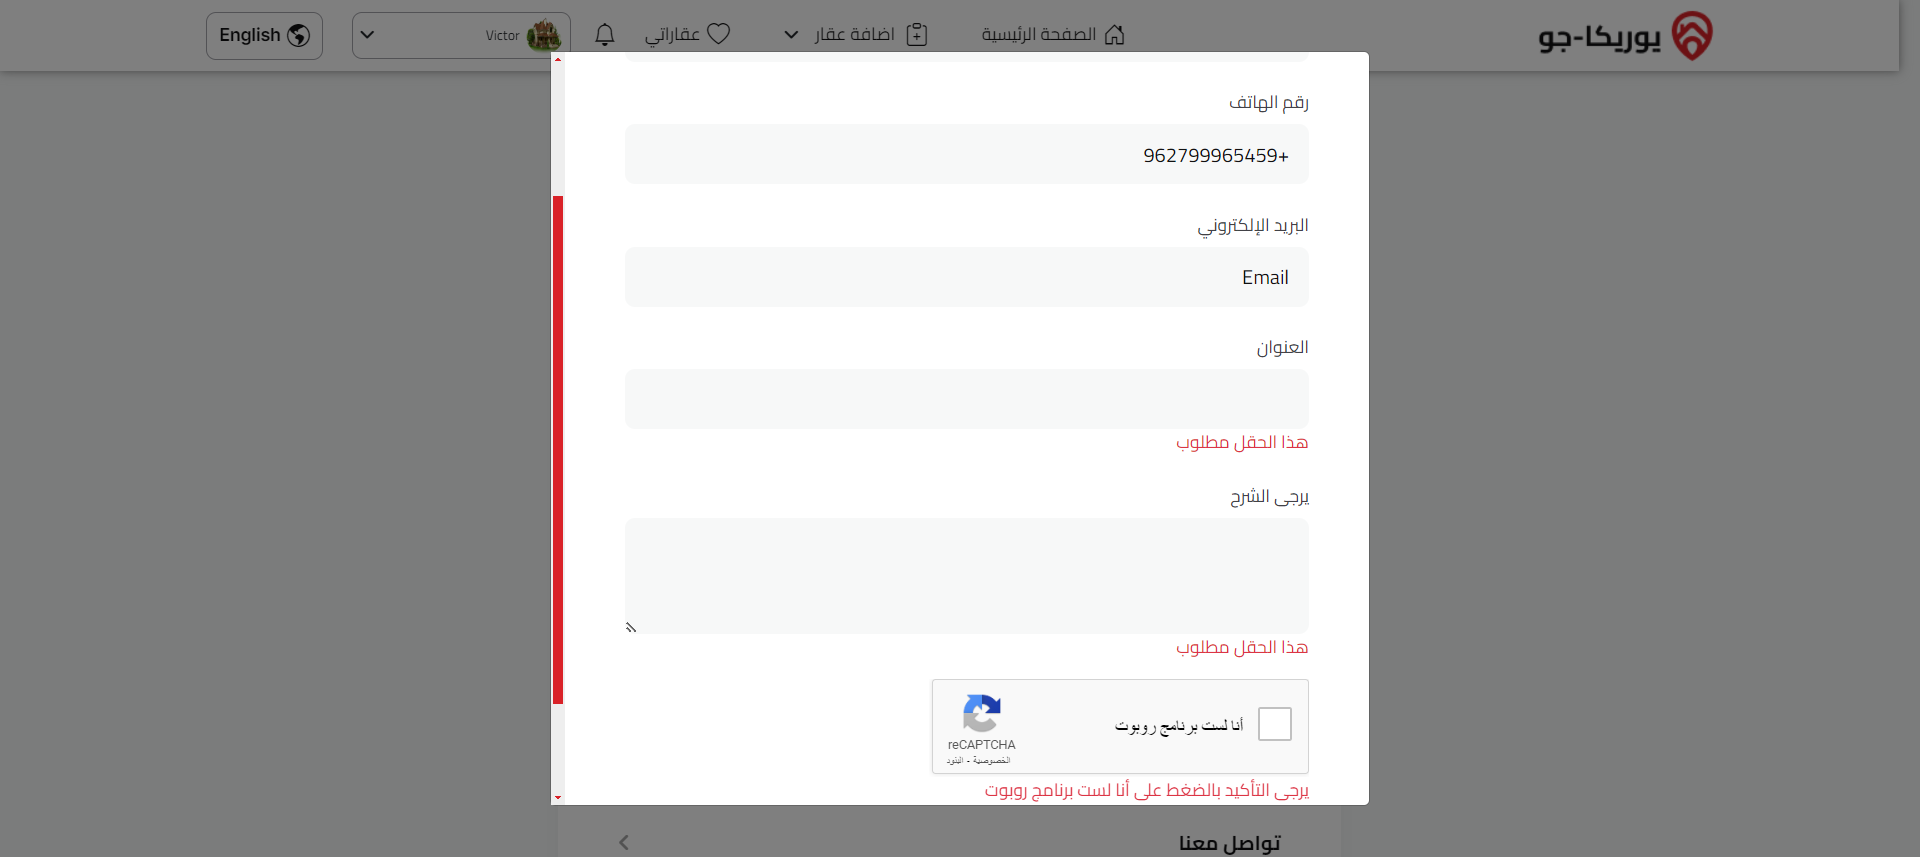 يوريكا-جو
الصفحة الرئيسية
اضافة عقار
عقاراتي
Victor
English
رقم الهاتف
+962799965459
البريد الإلكتروني
Email
العنوان
هذا الحقل مطلوب
يرجى الشرح
هذا الحقل مطلوب
أنا لست برنامج روبوت
reCAPTCHA
الخصوصية - البنود
يرجى التأكيد بالضغط على أنا لست برنامج روبوت
تواصل معنا